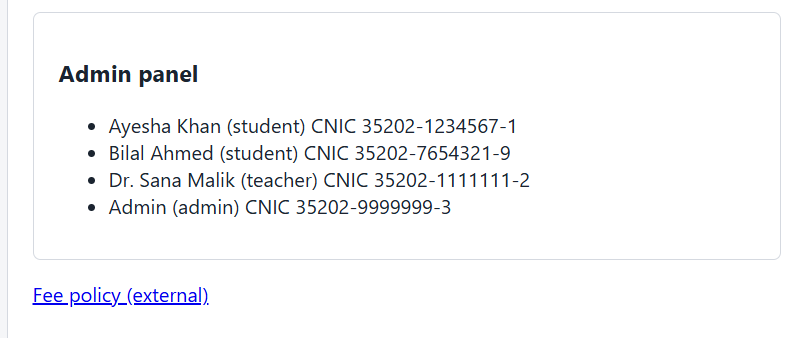 Admin panel
Ayesha Khan (student) CNIC 35202-1234567-1
Bilal Ahmed (student) CNIC 35202-7654321-9
Dr. Sana Malik (teacher) CNIC 35202-1111111-2
Admin (admin) CNIC 35202-9999999-3
Fee policy (external)